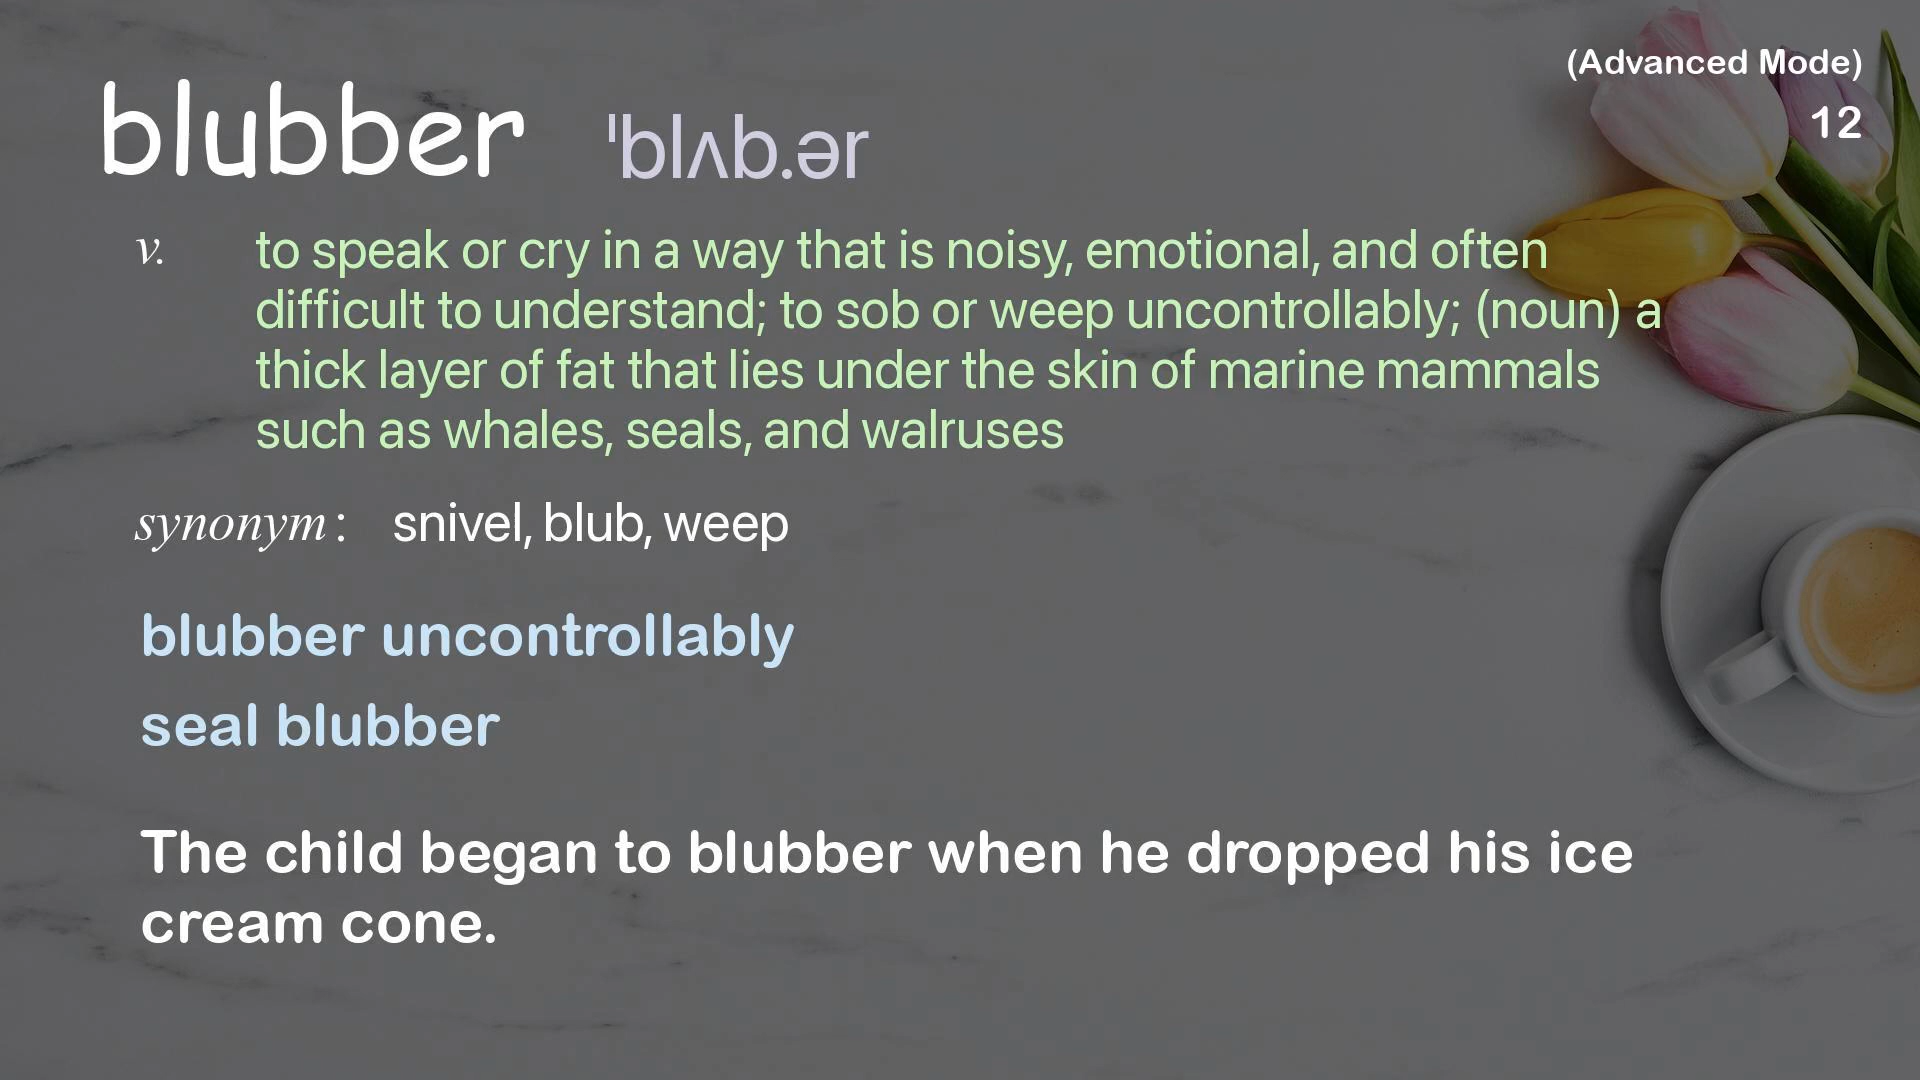 (Advanced Mode)
12
blubber ˈblʌb.ər
v. to speak or cry in a way that is noisy, emotional, and often
difficult to understand; to sob or weep uncontrollably; (noun) a
thick layer of fat that lies under the skin of marine mammals
such as whales, seals, and walruses
synonym: snivel, blub, weep
blubber uncontrollably
seal blubber
The child began to blubber when he dropped his ice
cream cone.